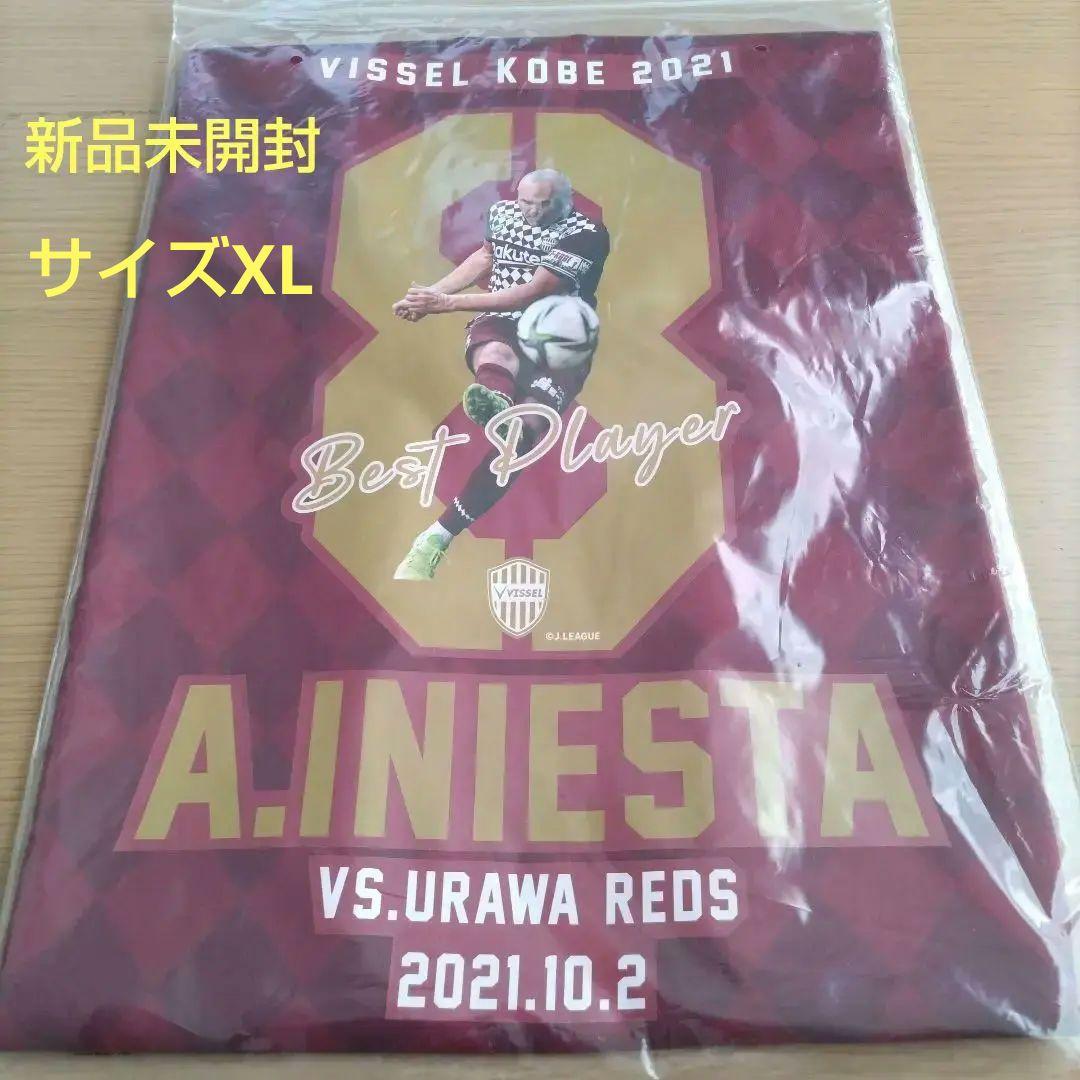 VISSEL KOBE 2021
新品未開封
サイズXL
Rakuten
Best Player
VISSEL
©J.LEAGUE
A.INIESTA
VS.URAWA REDS
2021.10.2